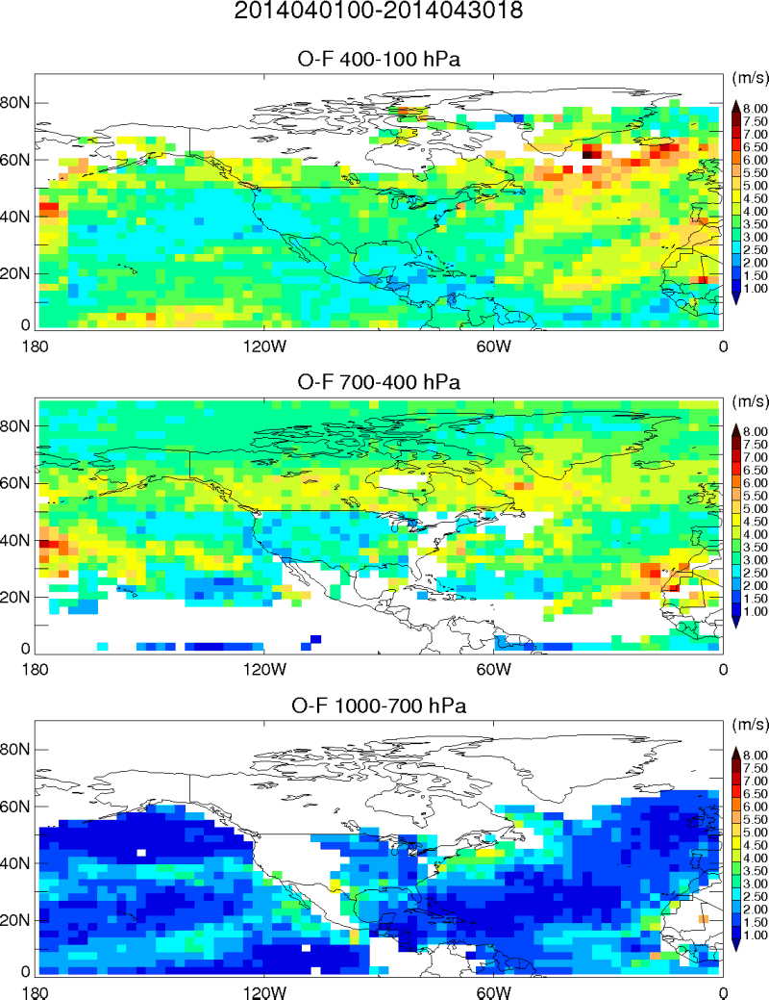 2014040100-2014043018
O-F 400-100 hPa
(m/s)
80N
60N
40N
20N
0
180
120W
60W
0
8.00
7.50
7.00
6.50
6.00
5.50
5.00
4.50
4.00
3.50
3.00
2.50
2.00
1.50
1.00
O-F 700-400 hPa
(m/s)
80N
60N
40N
20N
0
180
120W
60W
0
8.00
7.50
7.00
6.50
6.00
5.50
5.00
4.50
4.00
3.50
3.00
2.50
2.00
1.50
1.00
O-F 1000-700 hPa
(m/s)
80N
60N
40N
20N
0
180
120W
60W
0
8.00
7.50
7.00
6.50
6.00
5.50
5.00
4.50
4.00
3.50
3.00
2.50
2.00
1.50
1.00